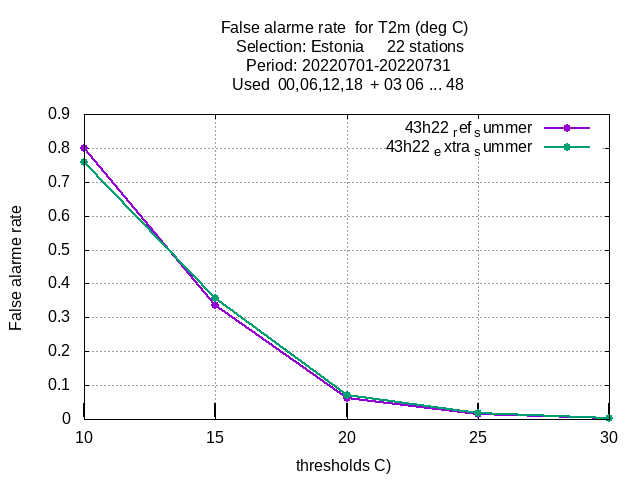 False alarme rate  for T2m (deg C)
Selection: Estonia     22 stations
Period: 20220701-20220731
Used  00,06,12,18  + 03 06 ... 48
43h22 ref summer
43h22 extra summer
0.9
0.8
0.7
0.6
0.5
0.4
0.3
0.2
0.1
0
False alarme rate
10 15 20 25 30
thresholds C)